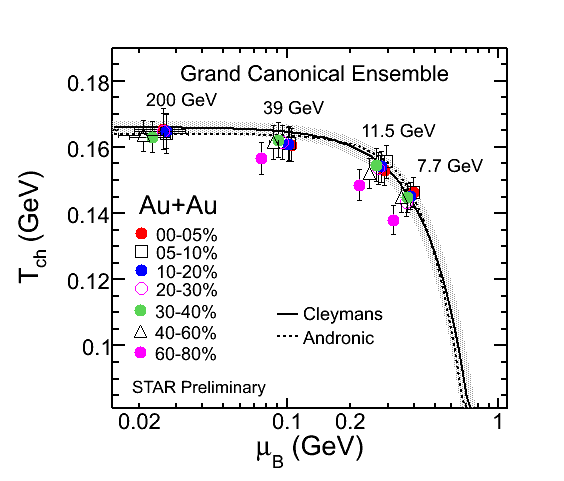 Grand Canonical Ensemble
200 GeV
39 GeV
11.5 GeV
7.7 GeV
0.18
0.16
0.14
0.12
0.1
T_ch (GeV)
Au+Au
00-05%
05-10%
10-20%
20-30%
30-40%
40-60%
60-80%
Cleymans
Andronic
STAR Preliminary
0.02
0.1
0.2
1
μ_B (GeV)